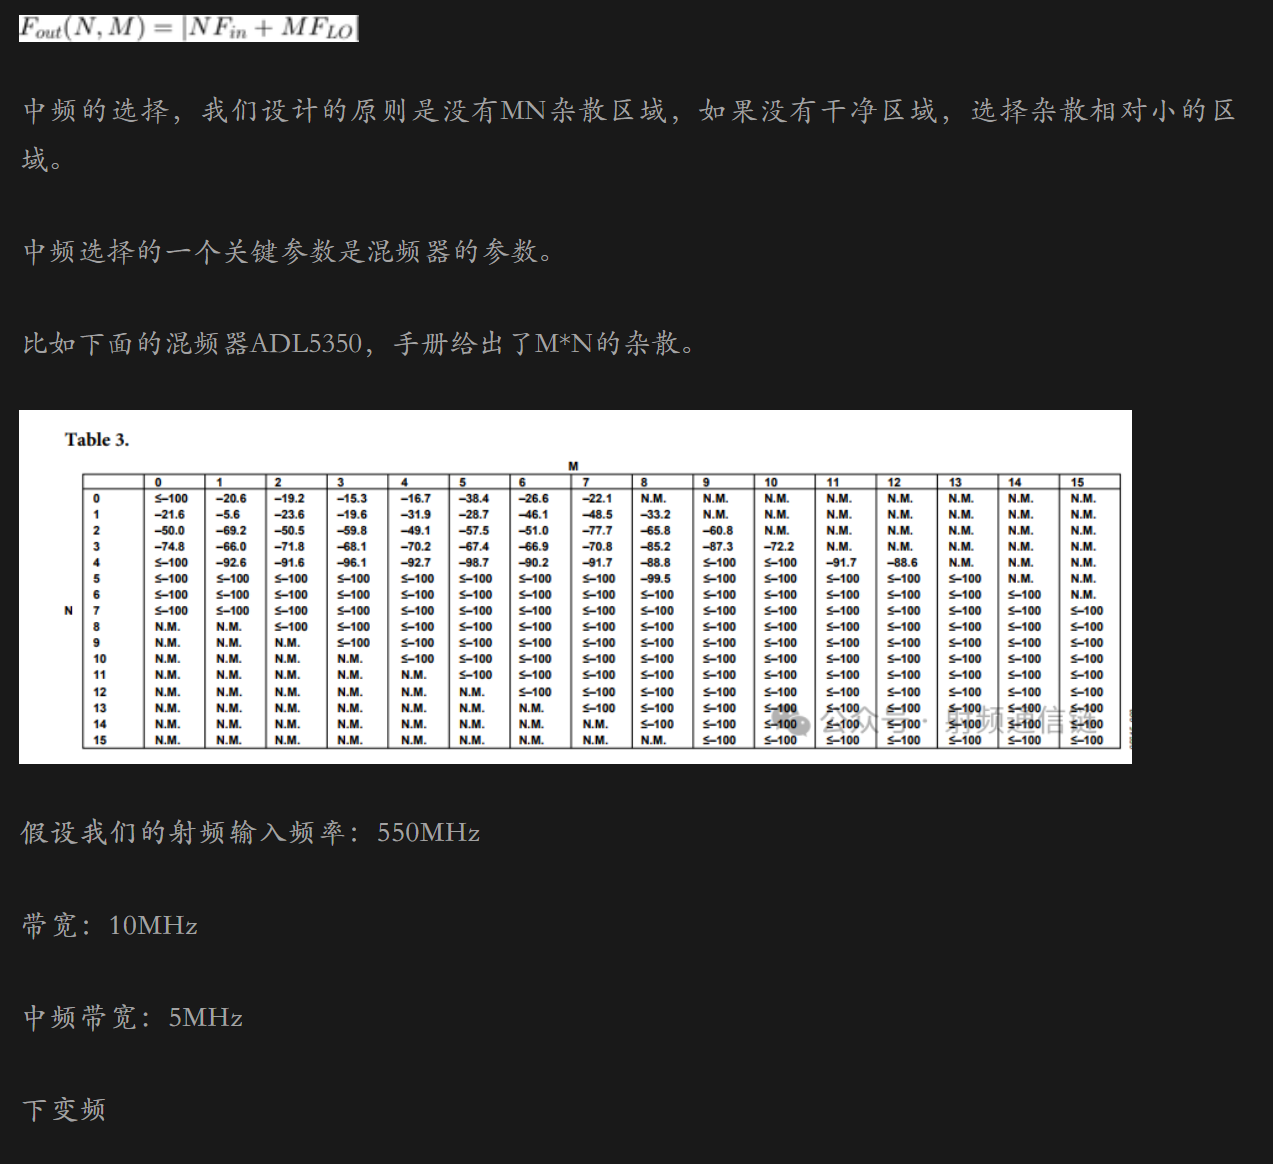 F_out(N, M) = |NF_in + MF_LO|
中频的选择，我们设计的原则是没有MN杂散区域，如果没有干净区域，选择杂散相对小的区
域。
中频选择的一个关键参数是混频器的参数。
比如下面的混频器ADL5350，手册给出了M*N的杂散。
Table 3.
M
0 1 2 3 4 5 6 7 8 9 10 11 12 13 14 15
0 ≤–100 –20.6 –19.2 –15.3 –16.7 –38.4 –26.6 –22.1 N.M. N.M. N.M. N.M. N.M. N.M. N.M. N.M.
1 –21.6 –5.6 –23.6 –19.6 –31.9 –28.7 –46.1 –48.5 –33.2 N.M. N.M. N.M. N.M. N.M. N.M. N.M.
2 –50.0 –69.2 –50.5 –59.8 –49.1 –57.5 –51.0 –77.7 –65.8 –60.8 N.M. N.M. N.M. N.M. N.M. N.M.
3 –74.8 –66.0 –71.8 –68.1 –70.2 –67.4 –66.9 –70.8 –85.2 –87.3 –72.2 N.M. N.M. N.M. N.M. N.M.
4 ≤–100 –92.6 –91.6 –96.1 –92.7 –98.7 –90.2 –91.7 –88.8 ≤–100 ≤–100 –91.7 –88.6 N.M. N.M. N.M.
5 ≤–100 ≤–100 ≤–100 ≤–100 ≤–100 ≤–100 ≤–100 ≤–100 –99.5 ≤–100 ≤–100 ≤–100 ≤–100 ≤–100 N.M. N.M.
6 ≤–100 ≤–100 ≤–100 ≤–100 ≤–100 ≤–100 ≤–100 ≤–100 ≤–100 ≤–100 ≤–100 ≤–100 ≤–100 ≤–100 ≤–100 N.M.
N 7 ≤–100 ≤–100 ≤–100 ≤–100 ≤–100 ≤–100 ≤–100 ≤–100 ≤–100 ≤–100 ≤–100 ≤–100 ≤–100 ≤–100 ≤–100 ≤–100
8 N.M. N.M. ≤–100 ≤–100 ≤–100 ≤–100 ≤–100 ≤–100 ≤–100 ≤–100 ≤–100 ≤–100 ≤–100 ≤–100 ≤–100 ≤–100
9 N.M. N.M. N.M. ≤–100 ≤–100 ≤–100 ≤–100 ≤–100 ≤–100 ≤–100 ≤–100 ≤–100 ≤–100 ≤–100 ≤–100 ≤–100
10 N.M. N.M. N.M. N.M. ≤–100 ≤–100 ≤–100 ≤–100 ≤–100 ≤–100 ≤–100 ≤–100 ≤–100 ≤–100 ≤–100 ≤–100
11 N.M. N.M. N.M. N.M. N.M. ≤–100 ≤–100 ≤–100 ≤–100 ≤–100 ≤–100 ≤–100 ≤–100 ≤–100 ≤–100 ≤–100
12 N.M. N.M. N.M. N.M. N.M. N.M. ≤–100 ≤–100 ≤–100 ≤–100 ≤–100 ≤–100 ≤–100 ≤–100 ≤–100 ≤–100
13 N.M. N.M. N.M. N.M. N.M. N.M. N.M. ≤–100 ≤–100 ≤–100 ≤–100 ≤–100 ≤–100 ≤–100 ≤–100 ≤–100
14 N.M. N.M. N.M. N.M. N.M. N.M. N.M. N.M. ≤–100 ≤–100 ≤–100 ≤–100 ≤–100 ≤–100 ≤–100 ≤–100
15 N.M. N.M. N.M. N.M. N.M. N.M. N.M. N.M. N.M. ≤–100 ≤–100 ≤–100 ≤–100 ≤–100 ≤–100 ≤–100
公众号 · 射频通信链
假设我们的射频输入频率：550MHz
带宽：10MHz
中频带宽：5MHz
下变频